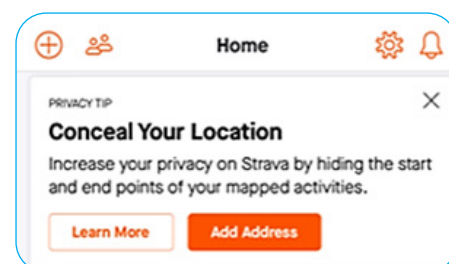 Home
PRIVACY TIP
Conceal Your Location
Increase your privacy on Strava by hiding the start
and end points of your mapped activities.
Learn More
Add Address